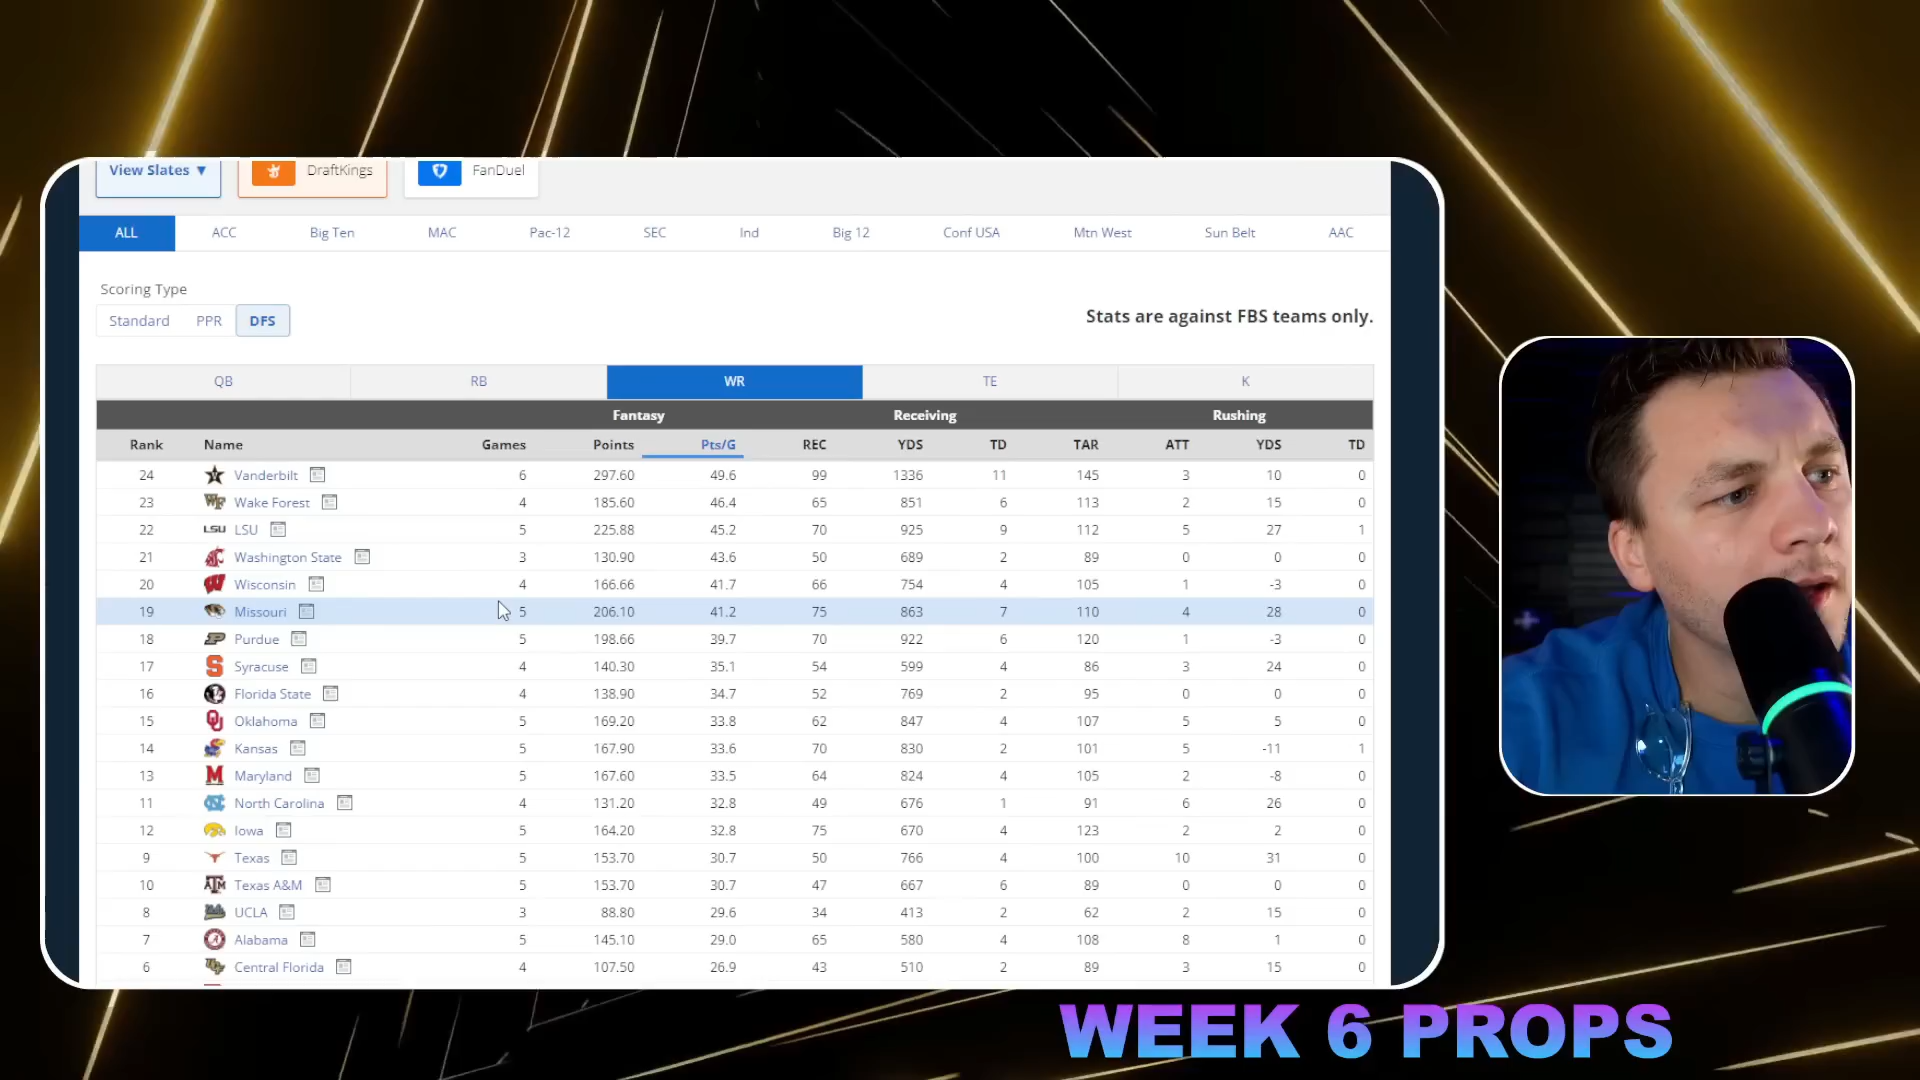 View Slates ▼ DraftKings FanDuel
ALL ACC Big Ten MAC Pac-12 SEC Ind Big 12 Conf USA Mtn West Sun Belt AAC
Scoring Type
Standard PPR DFS
Stats are against FBS teams only.
QB RB WR TE K
Fantasy Receiving Rushing
Rank Name Games Points Pts/G REC YDS TD TAR ATT YDS TD
24 Vanderbilt 6 297.60 49.6 99 1336 11 145 3 10 0
23 WF Wake Forest 4 185.60 46.4 65 851 6 113 2 15 0
22 LSU LSU 5 225.88 45.2 70 925 9 112 5 27 1
21 Washington State 3 130.90 43.6 50 689 2 89 0 0 0
20 W Wisconsin 4 166.66 41.7 66 754 4 105 1 -3 0
19 Missouri 5 206.10 41.2 75 863 7 110 4 28 0
18 P Purdue 5 198.66 39.7 70 922 6 120 1 -3 0
17 S Syracuse 4 140.30 35.1 54 599 4 86 3 24 0
16 Florida State 4 138.90 34.7 52 769 2 95 0 0 0
15 OU Oklahoma 5 169.20 33.8 62 847 4 107 5 5 0
14 Kansas 5 167.90 33.6 70 830 2 101 5 -11 1
13 M Maryland 5 167.60 33.5 64 824 4 105 2 -8 0
11 NC North Carolina 4 131.20 32.8 49 676 1 91 6 26 0
12 Iowa 5 164.20 32.8 75 670 4 123 2 2 0
9 Texas 5 153.70 30.7 50 766 4 100 10 31 0
10 ATM Texas A&M 5 153.70 30.7 47 667 6 89 0 0 0
8 UCLA 3 88.80 29.6 34 413 2 62 2 15 0
7 A Alabama 5 145.10 29.0 65 580 4 108 8 1 0
6 UCF Central Florida 4 107.50 26.9 43 510 2 89 3 15 0
WEEK 6 PROPS